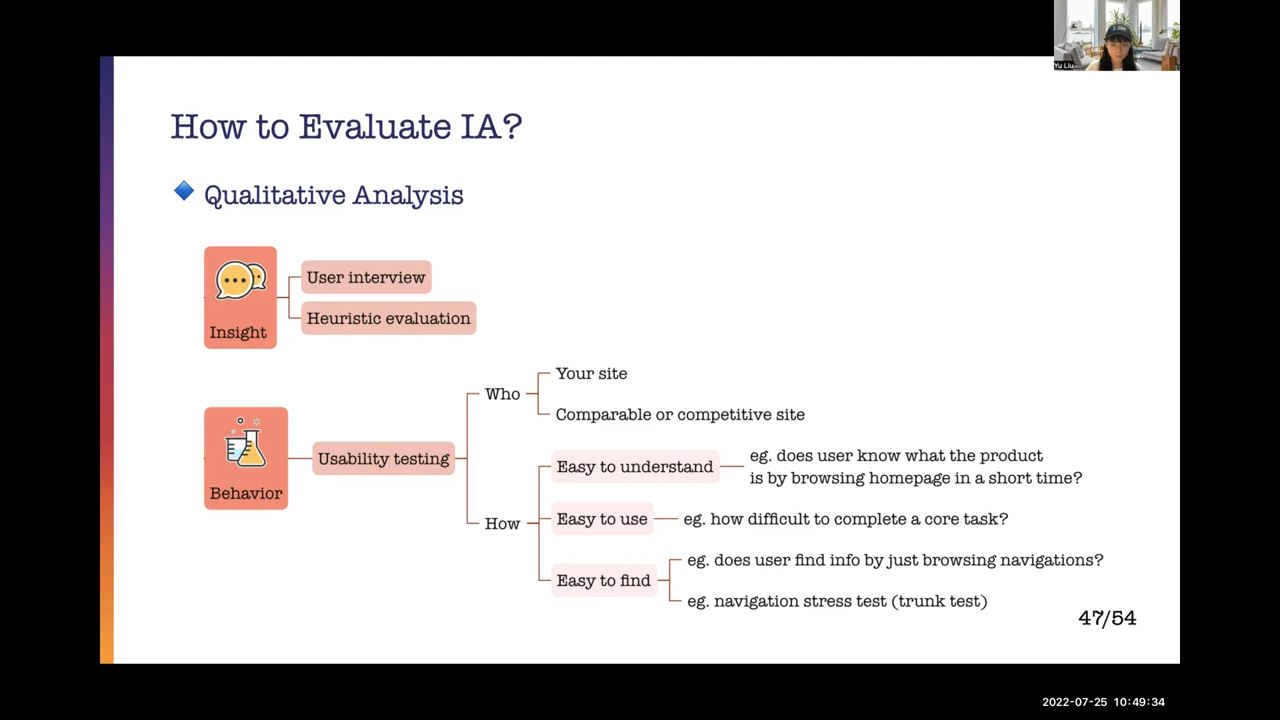 Yu Liu
How to Evaluate IA?
Qualitative Analysis
Insight
User interview
Heuristic evaluation
Behavior
Usability testing
Who
Your site
Comparable or competitive site
How
Easy to understand
eg. does user know what the product
is by browsing homepage in a short time?
Easy to use
eg. how difficult to complete a core task?
Easy to find
eg. does user find info by just browsing navigations?
eg. navigation stress test (trunk test)
47/54
2022-07-25 10:49:34